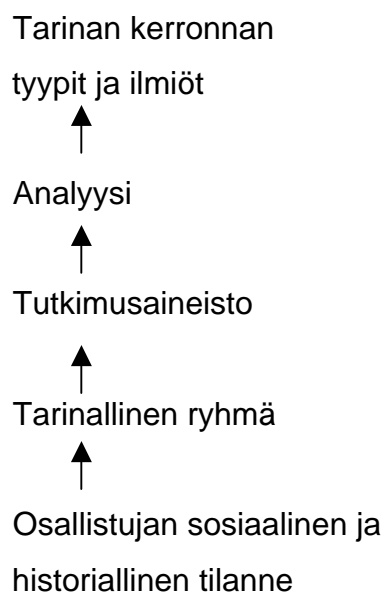 Tarinan kerronnan
tyypit ja ilmiöt
Analyysi
Tutkimusaineisto
Tarinallinen ryhmä
Osallistujan sosiaalinen ja
historiallinen tilanne